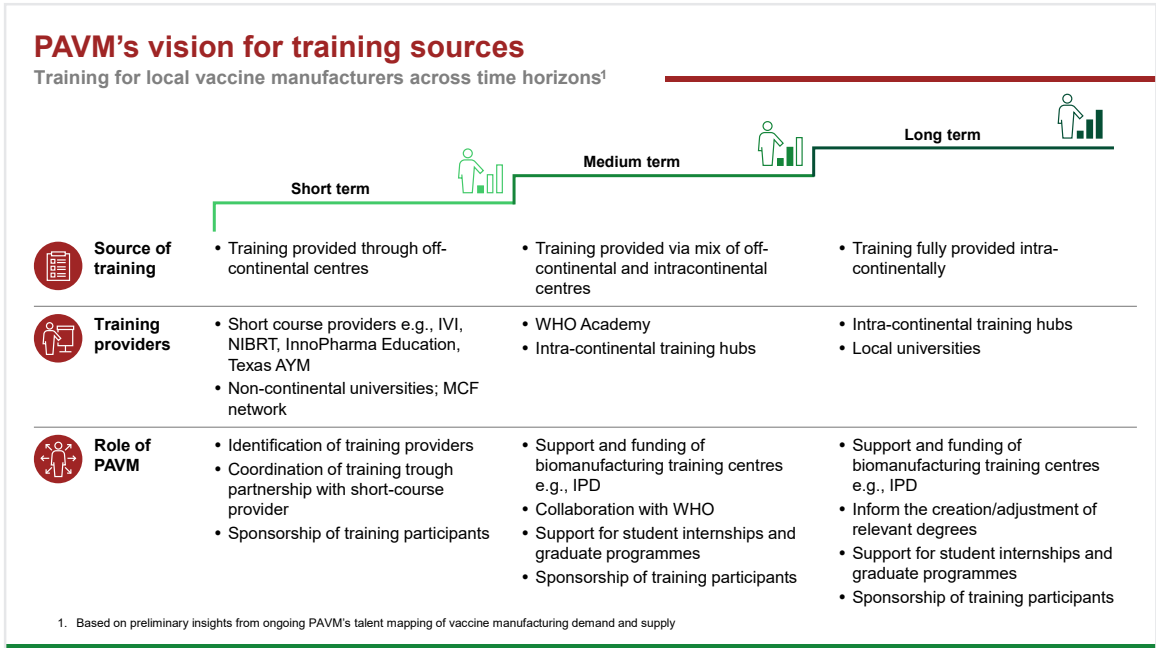 PAVM’s vision for training sources
Training for local vaccine manufacturers across time horizons¹
Short term
Medium term
Long term
Source of
training
• Training provided through off-
continental centres
• Training provided via mix of off-
continental and intracontinental
centres
• Training fully provided intra-
continentally
Training
providers
• Short course providers e.g., IVI,
NIBRT, InnoPharma Education,
Texas AYM
• Non-continental universities; MCF
network
• WHO Academy
• Intra-continental training hubs
• Intra-continental training hubs
• Local universities
Role of
PAVM
• Identification of training providers
• Coordination of training trough
partnership with short-course
provider
• Sponsorship of training participants
• Support and funding of
biomanufacturing training centres
e.g., IPD
• Collaboration with WHO
• Support for student internships and
graduate programmes
• Sponsorship of training participants
• Support and funding of
biomanufacturing training centres
e.g., IPD
• Inform the creation/adjustment of
relevant degrees
• Support for student internships and
graduate programmes
• Sponsorship of training participants
1. Based on preliminary insights from ongoing PAVM’s talent mapping of vaccine manufacturing demand and supply